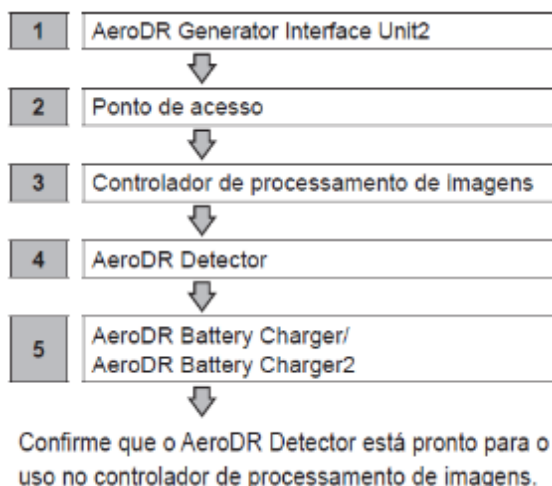 1 AeroDR Generator Interface Unit2
2 Ponto de acesso
3 Controlador de processamento de imagens
4 AeroDR Detector
5 AeroDR Battery Charger/
AeroDR Battery Charger2
Confirme que o AeroDR Detector está pronto para o
uso no controlador de processamento de imagens.